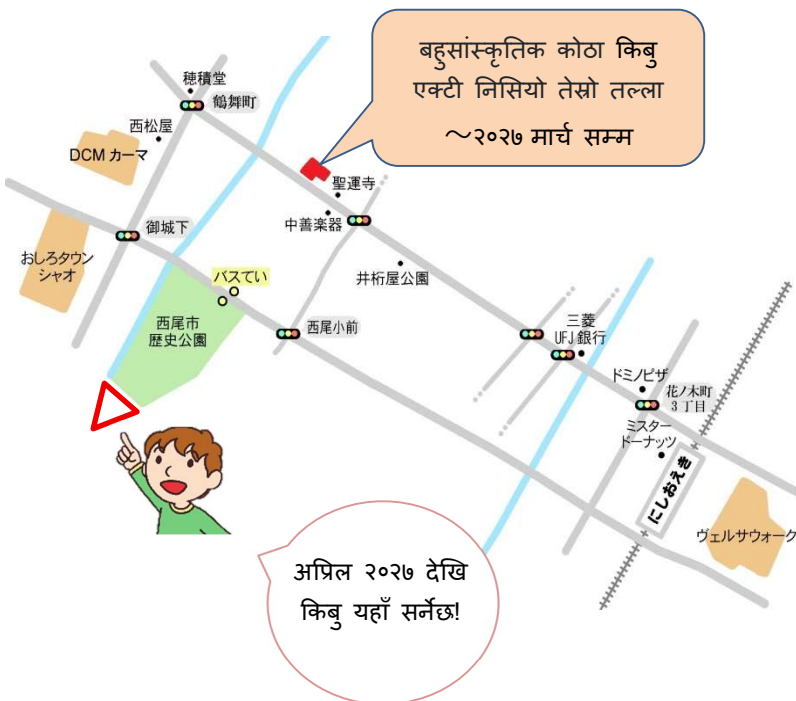 बहुसांस्कृतिक कोठा किबु
एक्टी निसियो तेस्रो तल्ला
～२०२७ मार्च सम्म
穂積堂
鶴舞町
西松屋
DCM カーマ
聖運寺
中善楽器
御城下
おしろタウン
シャオ
バスてい
井桁屋公園
西尾市
歴史公園
西尾小前
三菱
UFJ 銀行
ドミノピザ
花ノ木町
3 丁目
ミスター
ドーナッツ
にしおえき
ヴェルサウォーク
अप्रिल २०२७ देखि
किबु यहाँ सर्नेछ!